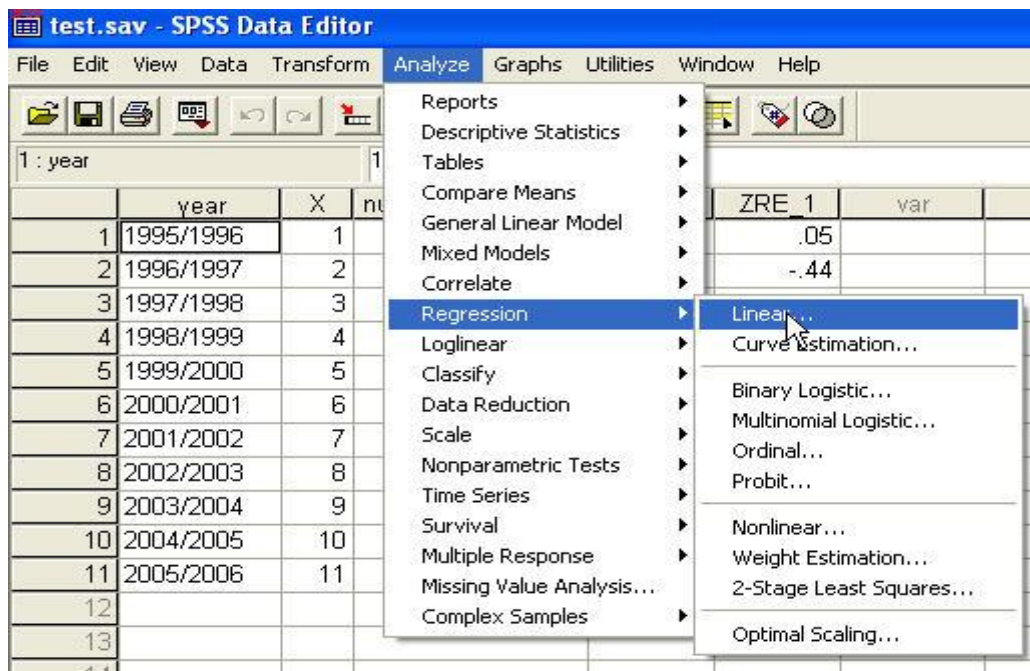 test.sav - SPSS Data Editor
File Edit View Data Transform Analyze Graphs Utilities Window Help
1 : year 1
year X nu ZRE_1 var
1 1995/1996 1 .05
2 1996/1997 2 -.44
3 1997/1998 3
4 1998/1999 4
5 1999/2000 5
6 2000/2001 6
7 2001/2002 7
8 2002/2003 8
9 2003/2004 9
10 2004/2005 10
11 2005/2006 11
12
13
14
Reports
Descriptive Statistics
Tables
Compare Means
General Linear Model
Mixed Models
Correlate
Regression
Loglinear
Classify
Data Reduction
Scale
Nonparametric Tests
Time Series
Survival
Multiple Response
Missing Value Analysis...
Complex Samples
Linear...
Curve Estimation...
Binary Logistic...
Multinomial Logistic...
Ordinal...
Probit...
Nonlinear...
Weight Estimation...
2-Stage Least Squares...
Optimal Scaling...